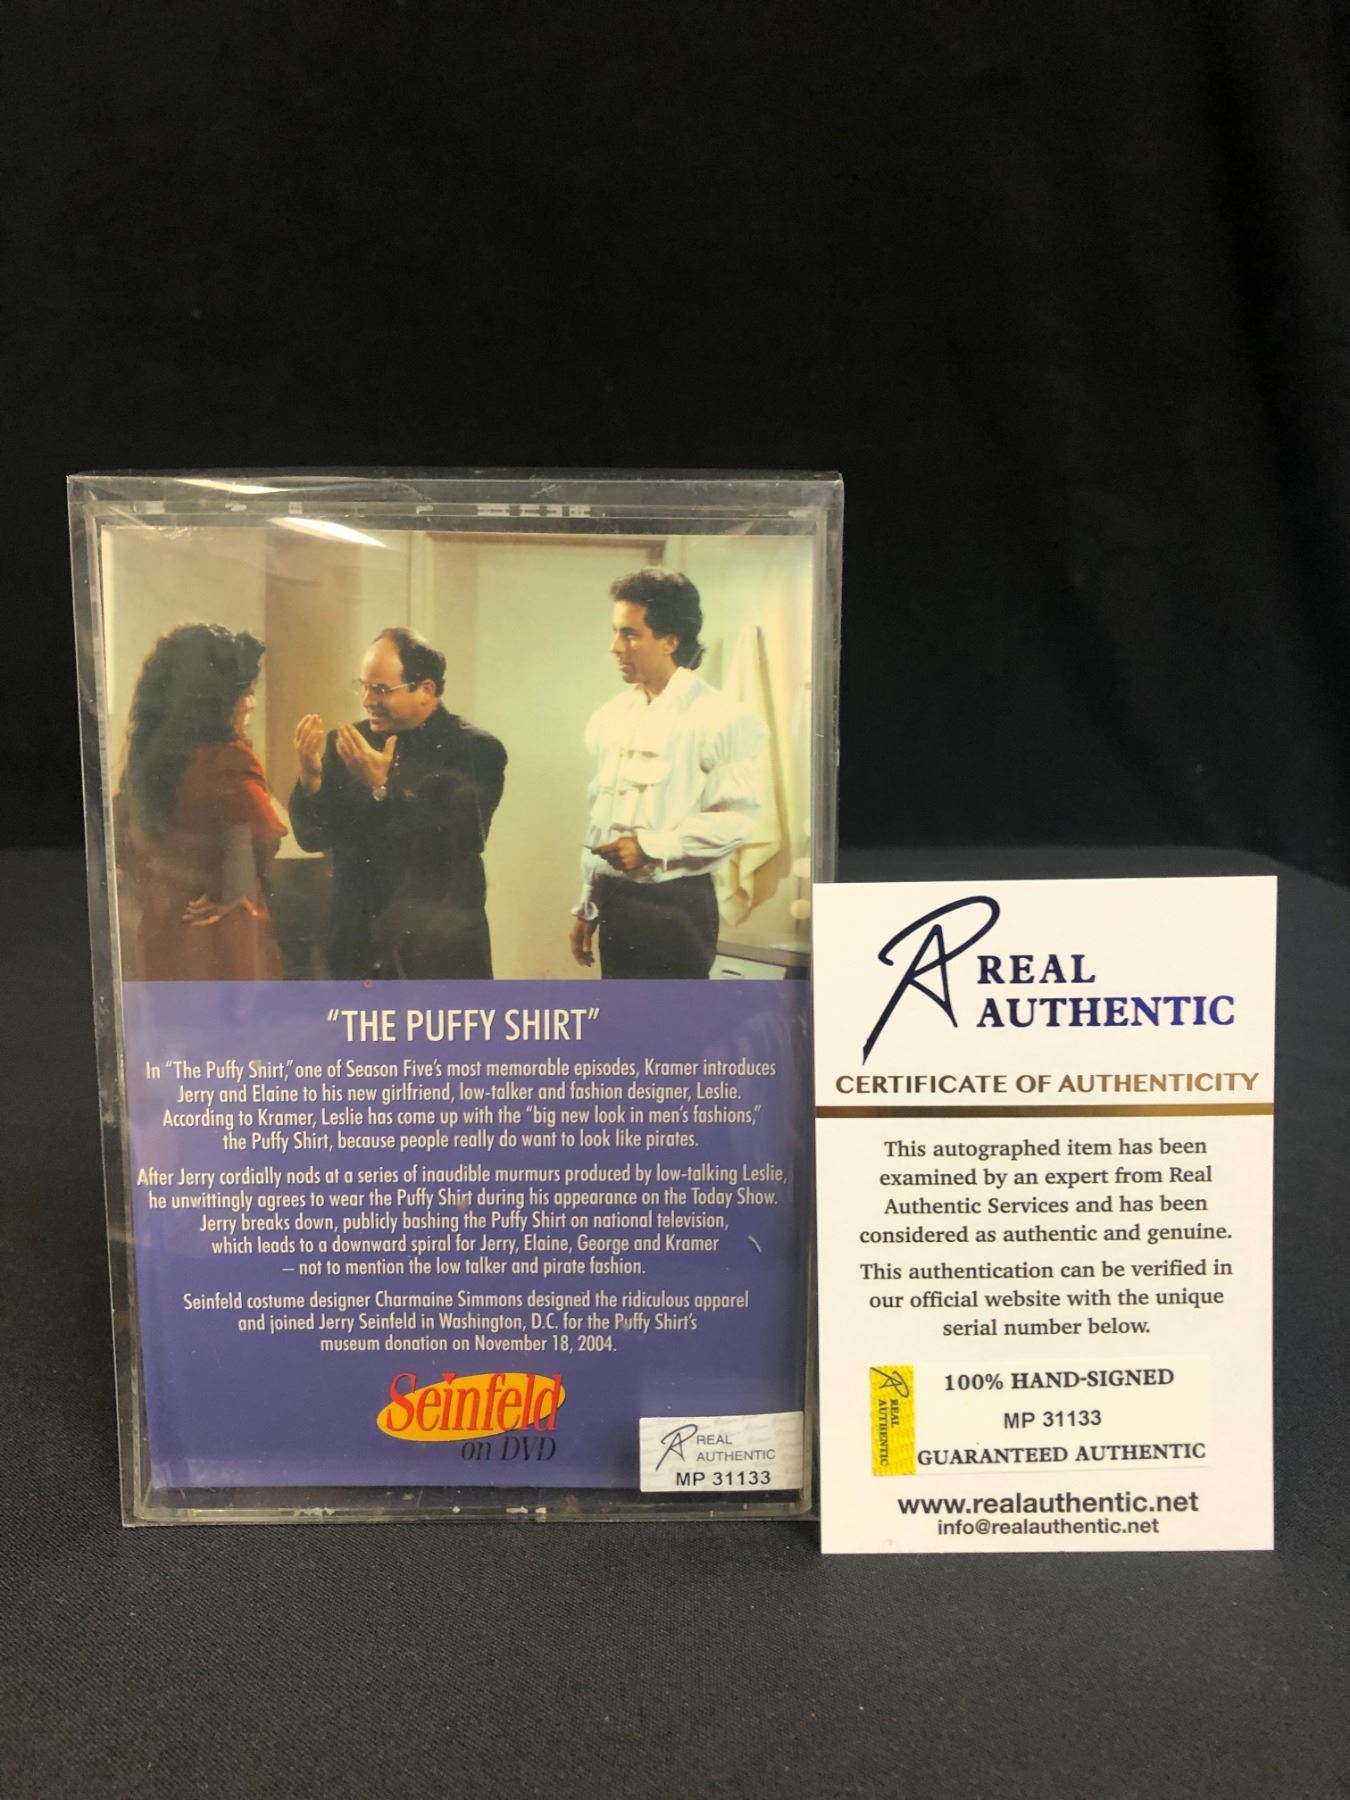 "THE PUFFY SHIRT"
In "The Puffy Shirt," one of Season Five's most memorable episodes, Kramer introduces
Jerry and Elaine to his new girlfriend, low-talker and fashion designer, Leslie.
According to Kramer, Leslie has come up with the "big new look in men's fashions,"
the Puffy Shirt, because people really do want to look like pirates.
After Jerry cordially nods at a series of inaudible murmurs produced by low-talking Leslie,
he unwittingly agrees to wear the Puffy Shirt during his appearance on the Today Show.
Jerry breaks down, publicly bashing the Puffy Shirt on national television,
which leads to a downward spiral for Jerry, Elaine, George and Kramer
– not to mention the low talker and pirate fashion.
Seinfeld costume designer Charmaine Simmons designed the ridiculous apparel
and joined Jerry Seinfeld in Washington, D.C. for the Puffy Shirt's
museum donation on November 18, 2004.
Seinfeld
on DVD
REAL
AUTHENTIC
MP 31133
REAL
AUTHENTIC
CERTIFICATE OF AUTHENTICITY
This autographed item has been
examined by an expert from Real
Authentic Services and has been
considered as authentic and genuine.
This authentication can be verified in
our official website with the unique
serial number below.
REAL
AUTHENTIC
100% HAND-SIGNED
MP 31133
GUARANTEED AUTHENTIC
www.realauthentic.net
info@realauthentic.net